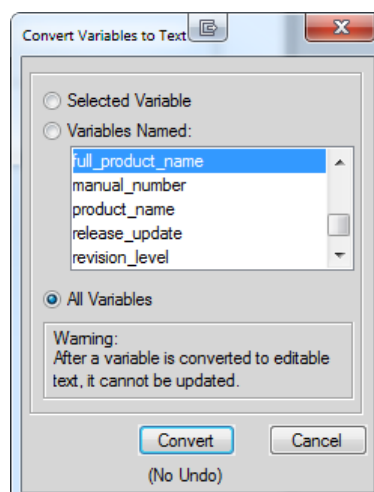 Convert Variables to Text
Selected Variable
Variables Named:
full_product_name
manual_number
product_name
release_update
revision_level
All Variables
Warning:
After a variable is converted to editable
text, it cannot be updated.
Convert Cancel
(No Undo)